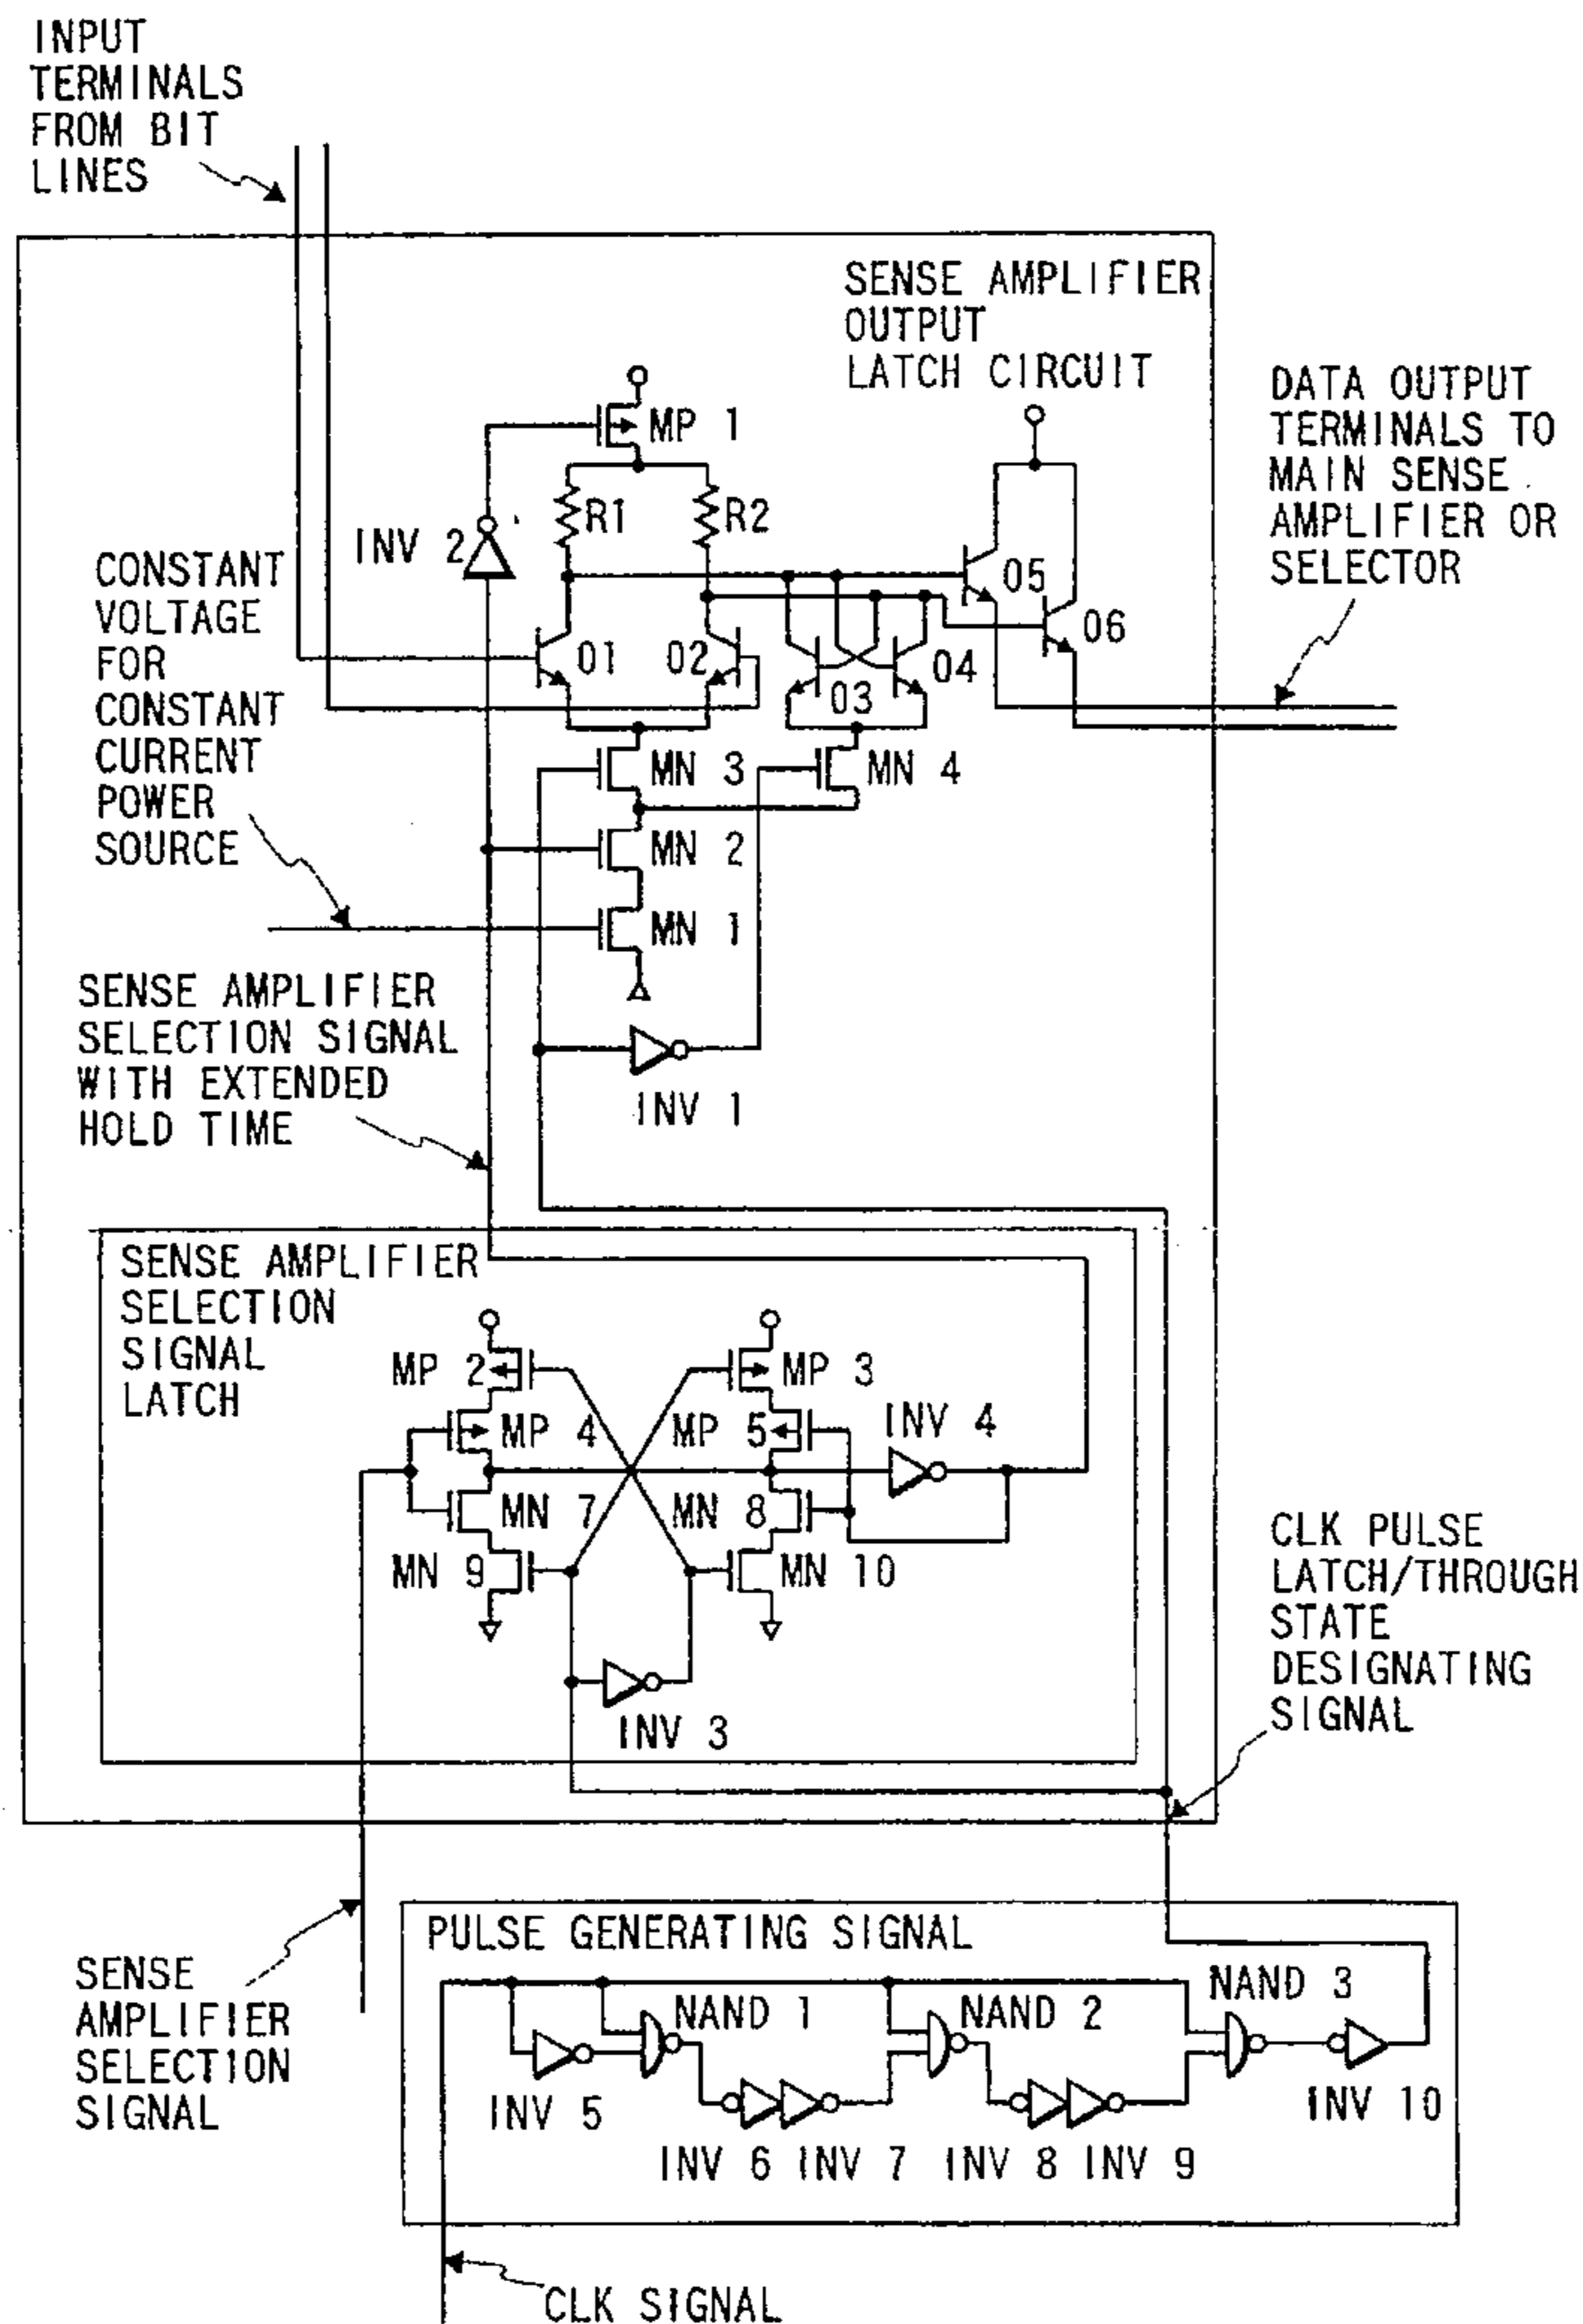 INPUT
TERMINALS
FROM BIT
LINES
SENSE AMPLIFIER
OUTPUT
LATCH CIRCUIT
DATA OUTPUT
TERMINALS TO
MAIN SENSE
AMPLIFIER OR
SELECTOR
MP 1
R1
R2
INV 2
05
06
CONSTANT
VOLTAGE
FOR
CONSTANT
CURRENT
POWER
SOURCE
01
02
03
04
MN 3
MN 4
MN 2
MN 1
SENSE AMPLIFIER
SELECTION SIGNAL
WITH EXTENDED
HOLD TIME
INV 1
SENSE AMPLIFIER
SELECTION
SIGNAL
LATCH
MP 2
MP 3
MP 4
MP 5
INV 4
MN 7
MN 8
MN 9
MN 10
INV 3
CLK PULSE
LATCH/THROUGH
STATE
DESIGNATING
SIGNAL
PULSE GENERATING SIGNAL
SENSE
AMPLIFIER
SELECTION
SIGNAL
NAND 1
NAND 2
NAND 3
INV 5
INV 6
INV 7
INV 8
INV 9
INV 10
CLK SIGNAL